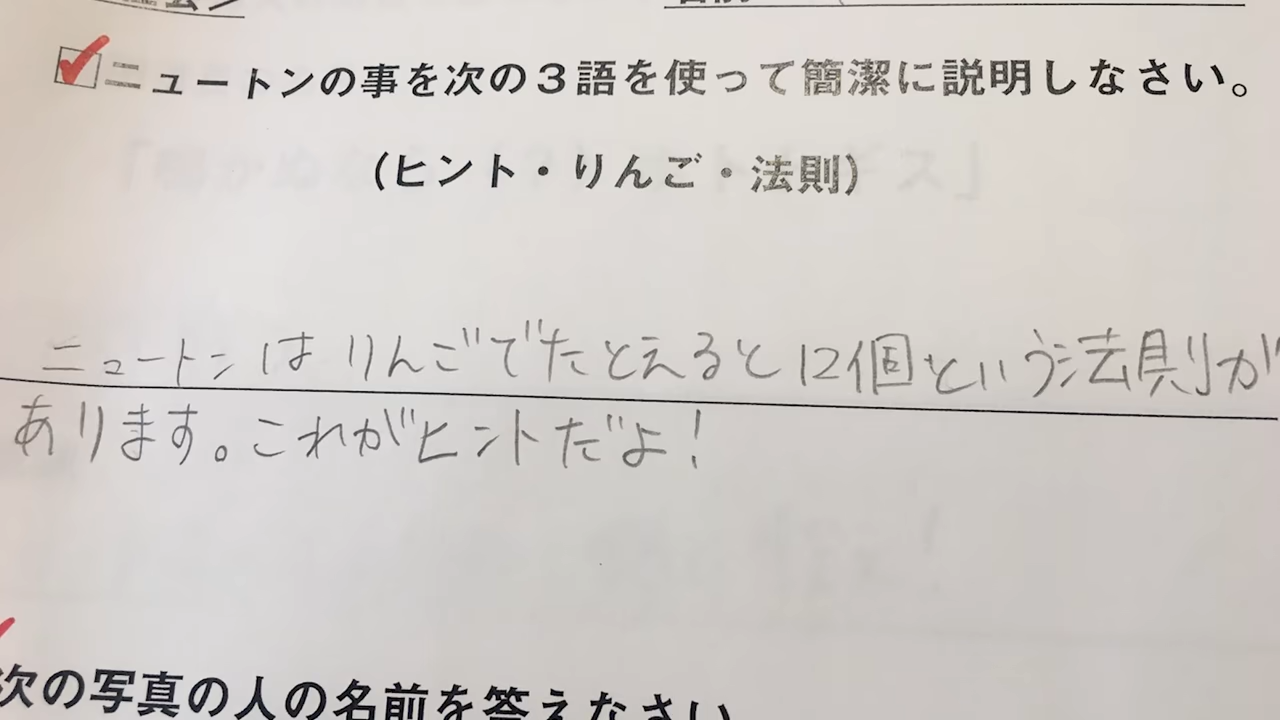 ニュートンの事を次の3語を使って簡潔に説明しなさい。
(ヒント・りんご・法則)
ニュートンはりんごでたとえると12個という法則が
あります。これがヒントだよ!
次の写真の人の名前を答えなさい